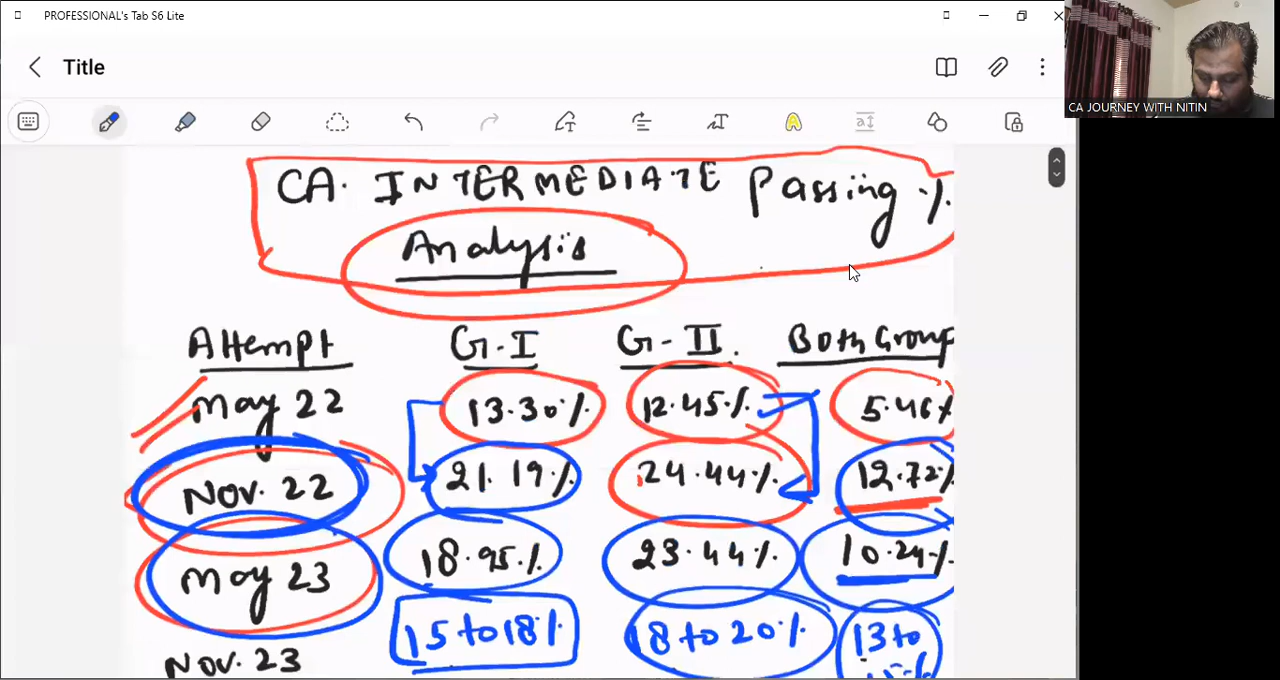 PROFESSIONAL's Tab S6 Lite
Title
CA JOURNEY WITH NITIN
CA. INTERMEDIATE Passing %.
Analysis
Attempt G-I G-II. Both Group
May 22 13.30% 12.45% 5.46%
Nov. 22 21.19% 24.44% 12.72%
May 23 18.95% 23.44% 10.24%
Nov. 23 15 to 18% 18 to 20% 13 to